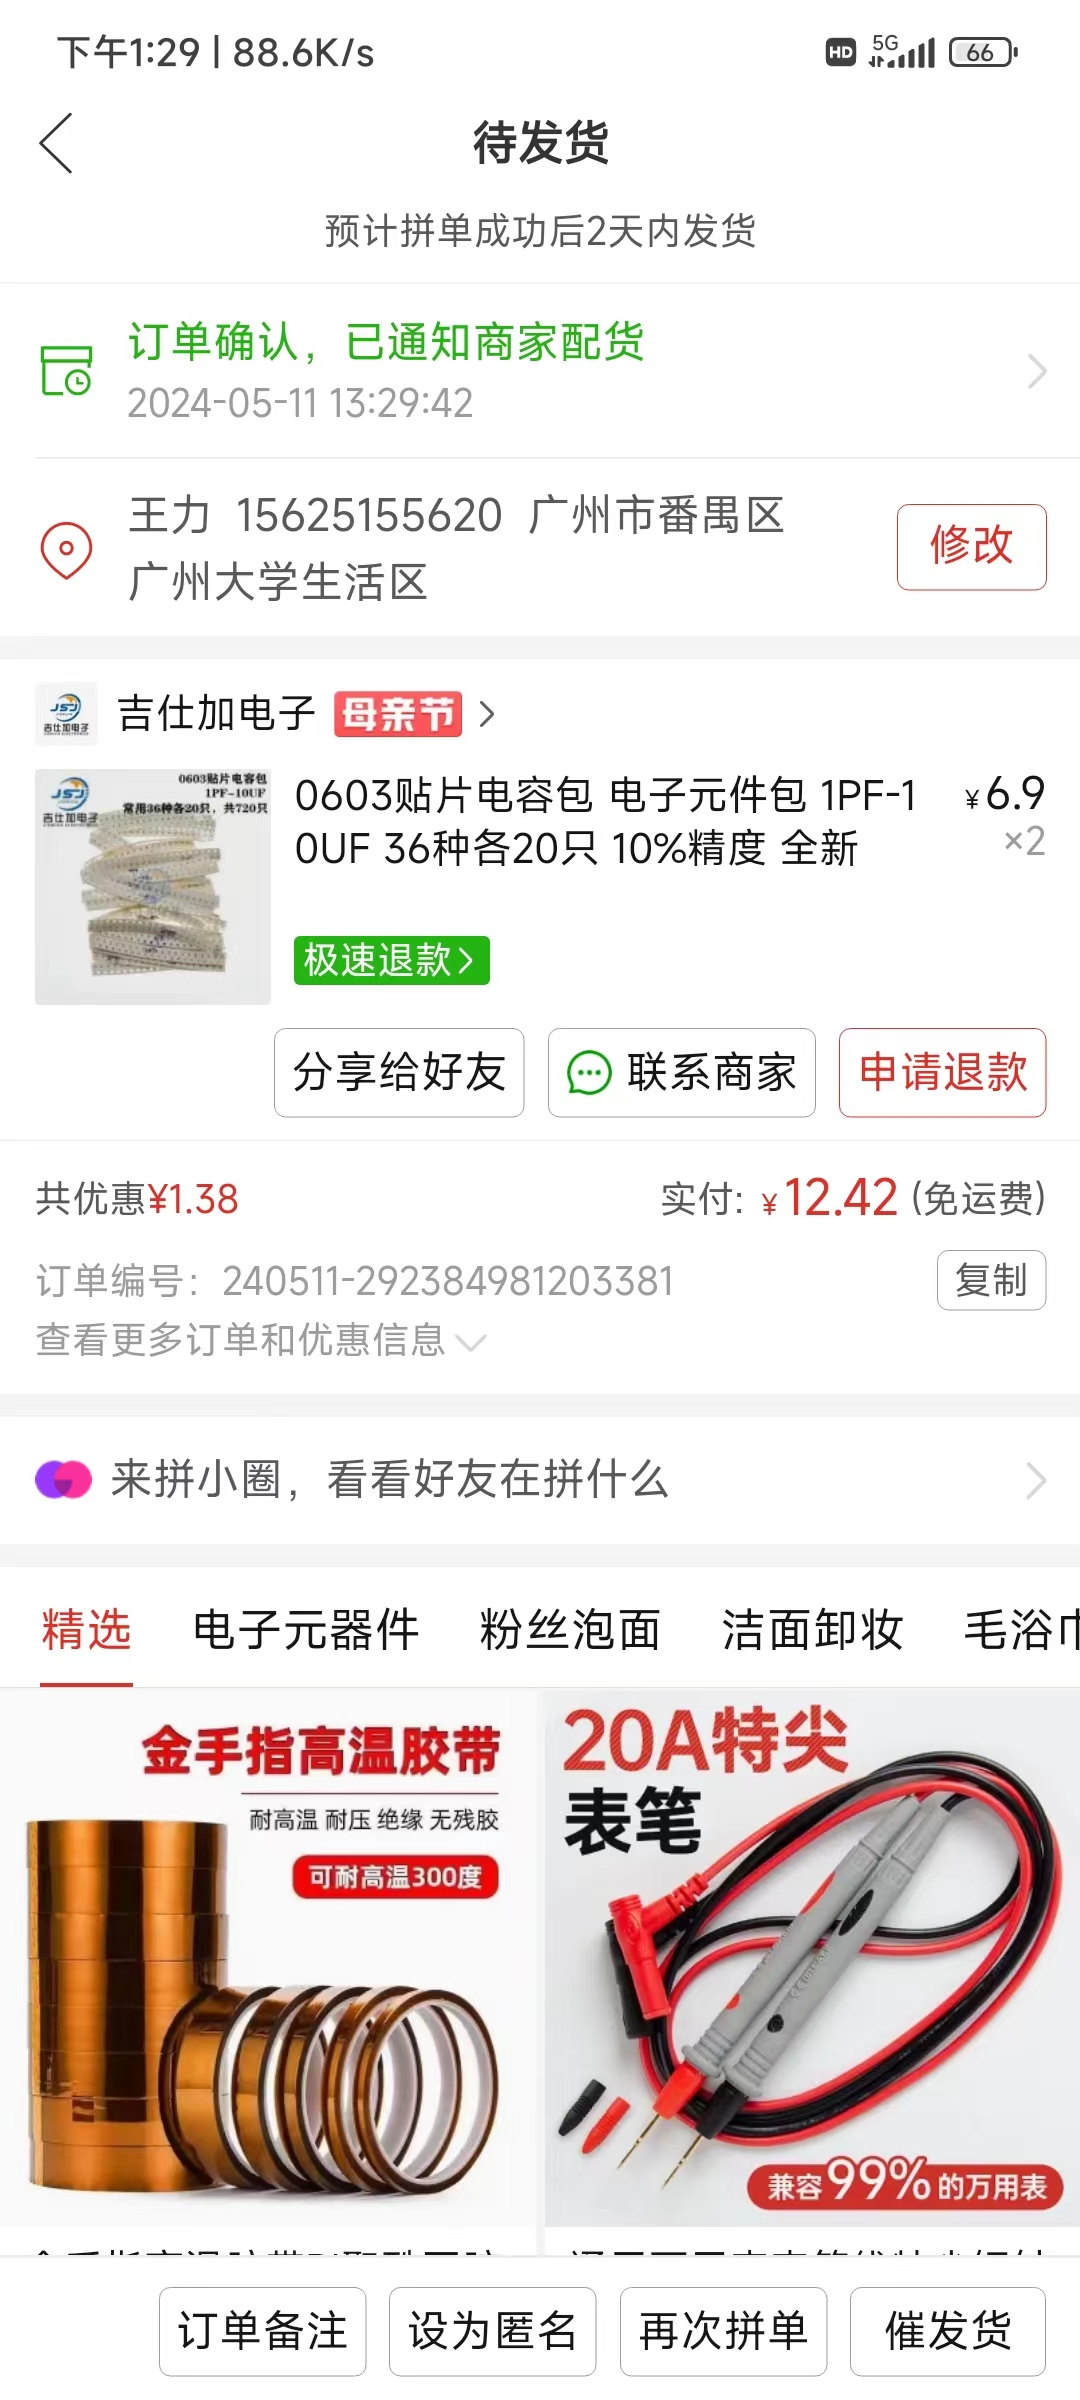 下午1:29 | 88.6K/s
HD 5G 66
待发货
预计拼单成功后2天内发货
订单确认，已通知商家配货
2024-05-11 13:29:42
王力 15625155620 广州市番禺区
广州大学生活区
修改
JSJ
吉仕加电子
吉仕加电子 母亲节
JSJ
吉仕加电子
0603贴片电容包
1PF-10UF
常用36种各20只，共720只
0603贴片电容包 电子元件包 1PF-1 ¥6.9
0UF 36种各20只 10%精度 全新 ×2
极速退款
分享给好友 联系商家 申请退款
共优惠¥1.38 实付: ¥12.42 (免运费)
订单编号：240511-292384981203381 复制
查看更多订单和优惠信息
来拼小圈，看看好友在拼什么
精选 电子元器件 粉丝泡面 洁面卸妆 毛浴巾
金手指高温胶带
耐高温 耐压 绝缘 无残胶
可耐高温300度
20A特尖
表笔
兼容99%的万用表
订单备注 设为匿名 再次拼单 催发货